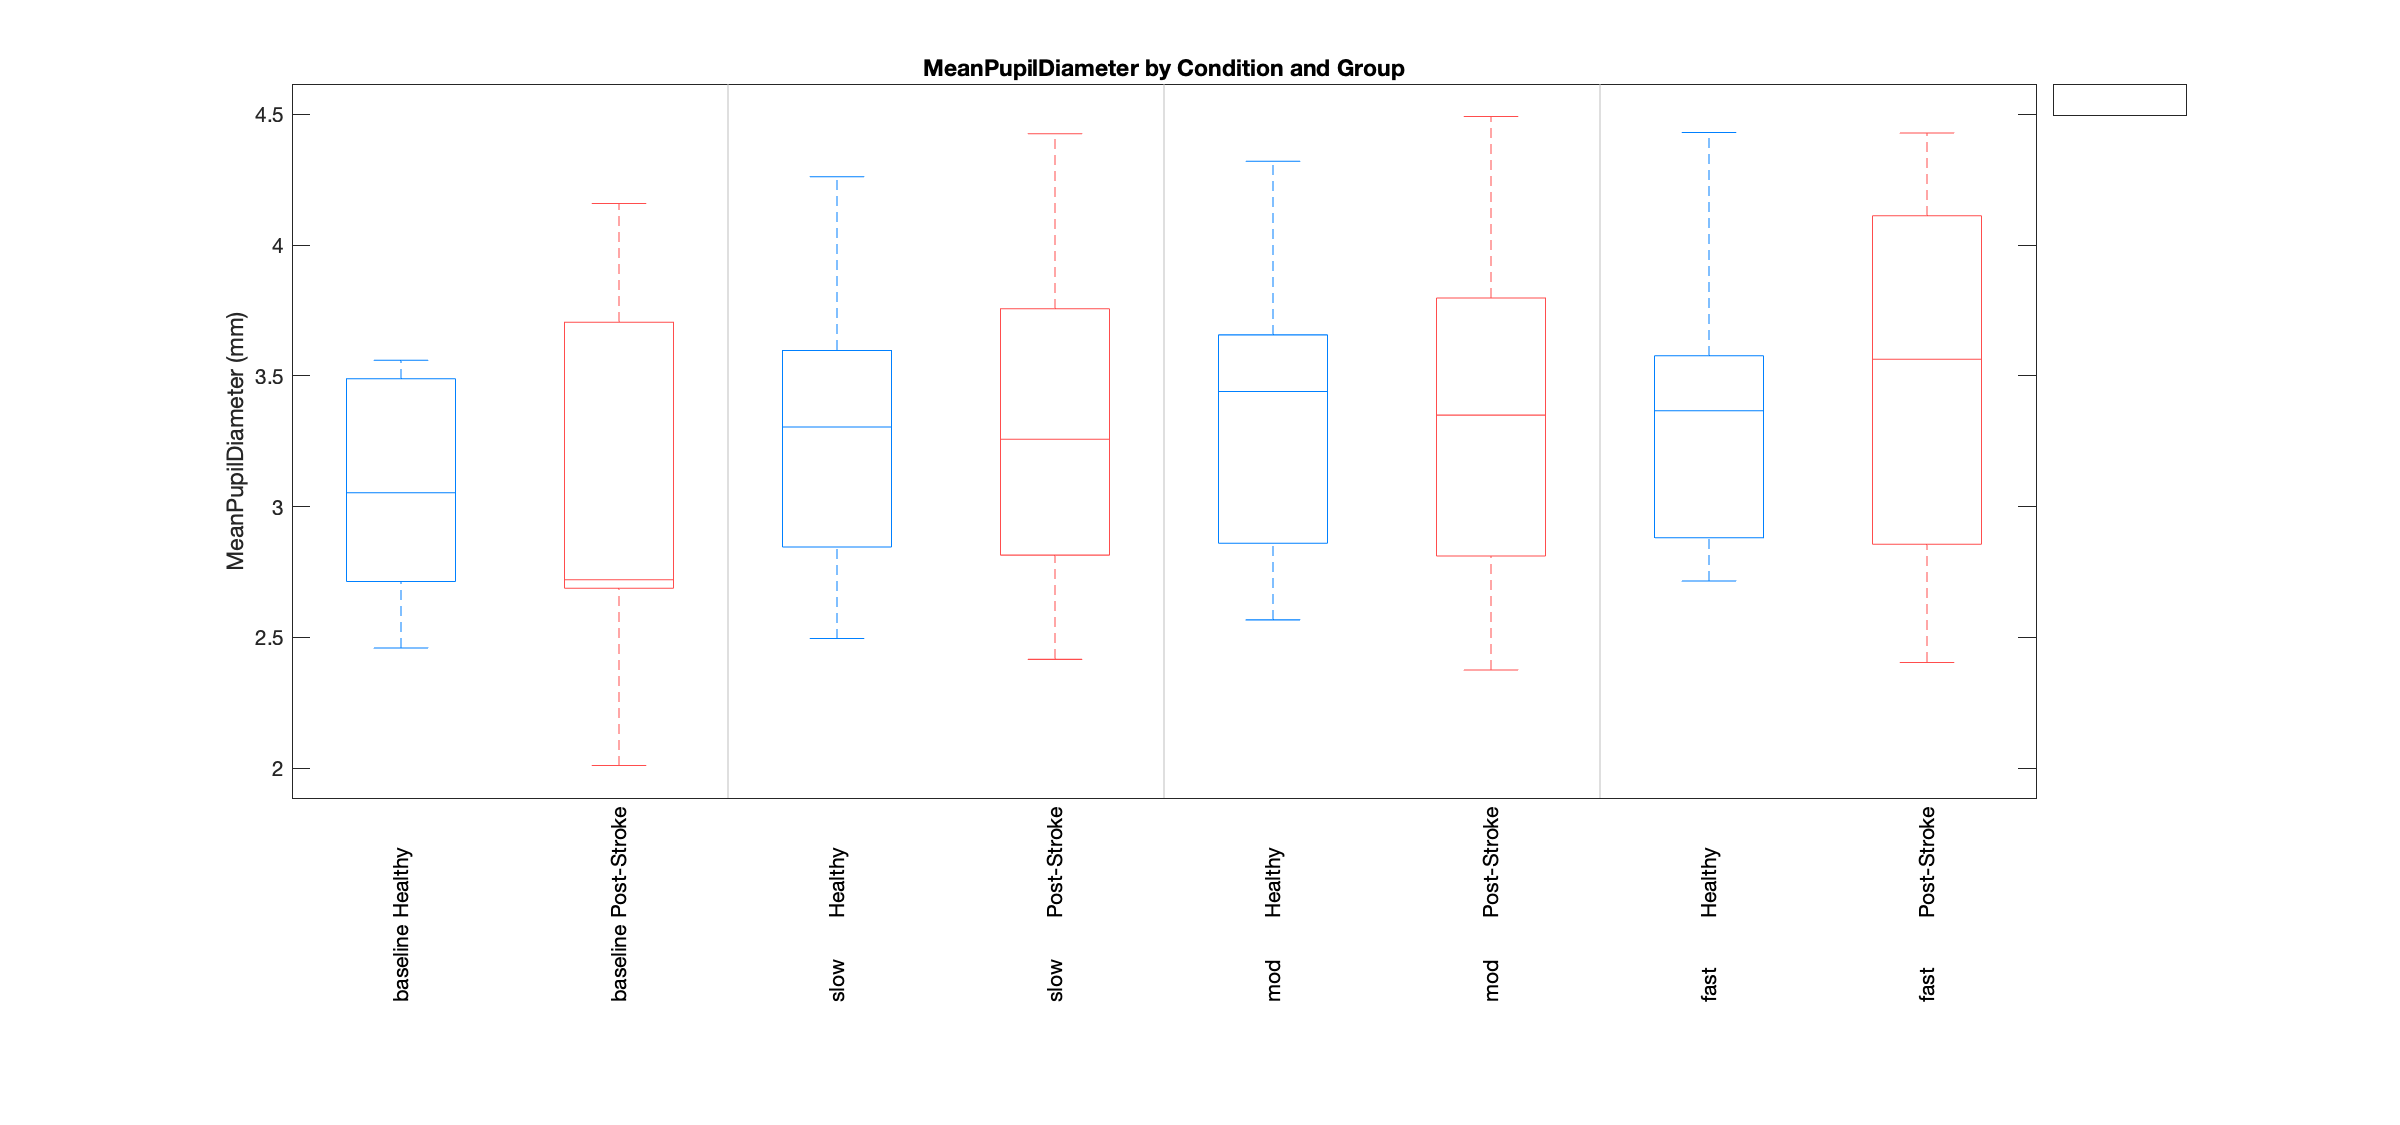 MeanPupilDiameter by Condition and Group
MeanPupilDiameter (mm)
4.5
4
3.5
3
2.5
2
baseline Healthy
baseline Post-Stroke
slow Healthy
slow Post-Stroke
mod Healthy
mod Post-Stroke
fast Healthy
fast Post-Stroke